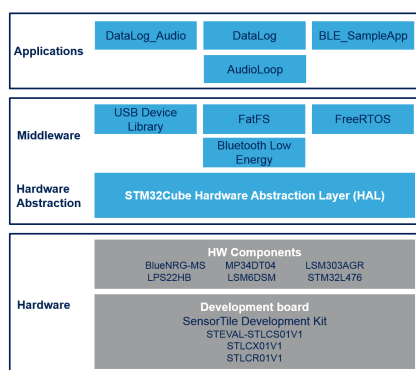 Applications
DataLog_Audio
DataLog
BLE_SampleApp
AudioLoop
Middleware
USB Device
Library
FatFS
FreeRTOS
Bluetooth Low
Energy
Hardware
Abstraction
STM32Cube Hardware Abstraction Layer (HAL)
Hardware
HW Components
BlueNRG-MS MP34DT04 LSM303AGR
LPS22HB LSM6DSM STM32L476
Development board
SensorTile Development Kit
STEVAL-STLCS01V1
STLCX01V1
STLCR01V1